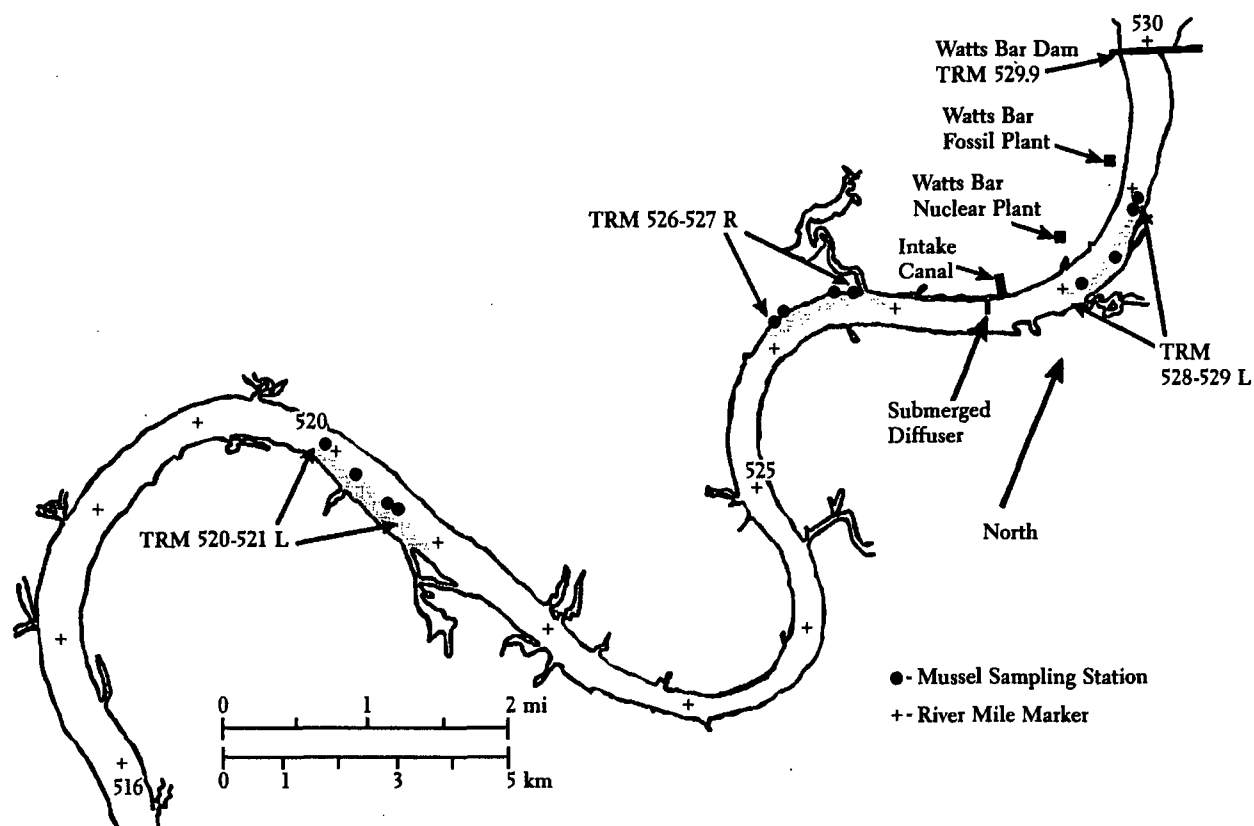 530
Watts Bar Dam
TRM 529.9
Watts Bar
Fossil Plant
Watts Bar
Nuclear Plant
TRM 526-527 R
Intake
Canal
TRM
528-529 L
Submerged
Diffuser
520
525
TRM 520-521 L
North
● - Mussel Sampling Station
+ - River Mile Marker
0 1 2 mi
0 1 3 5 km
516